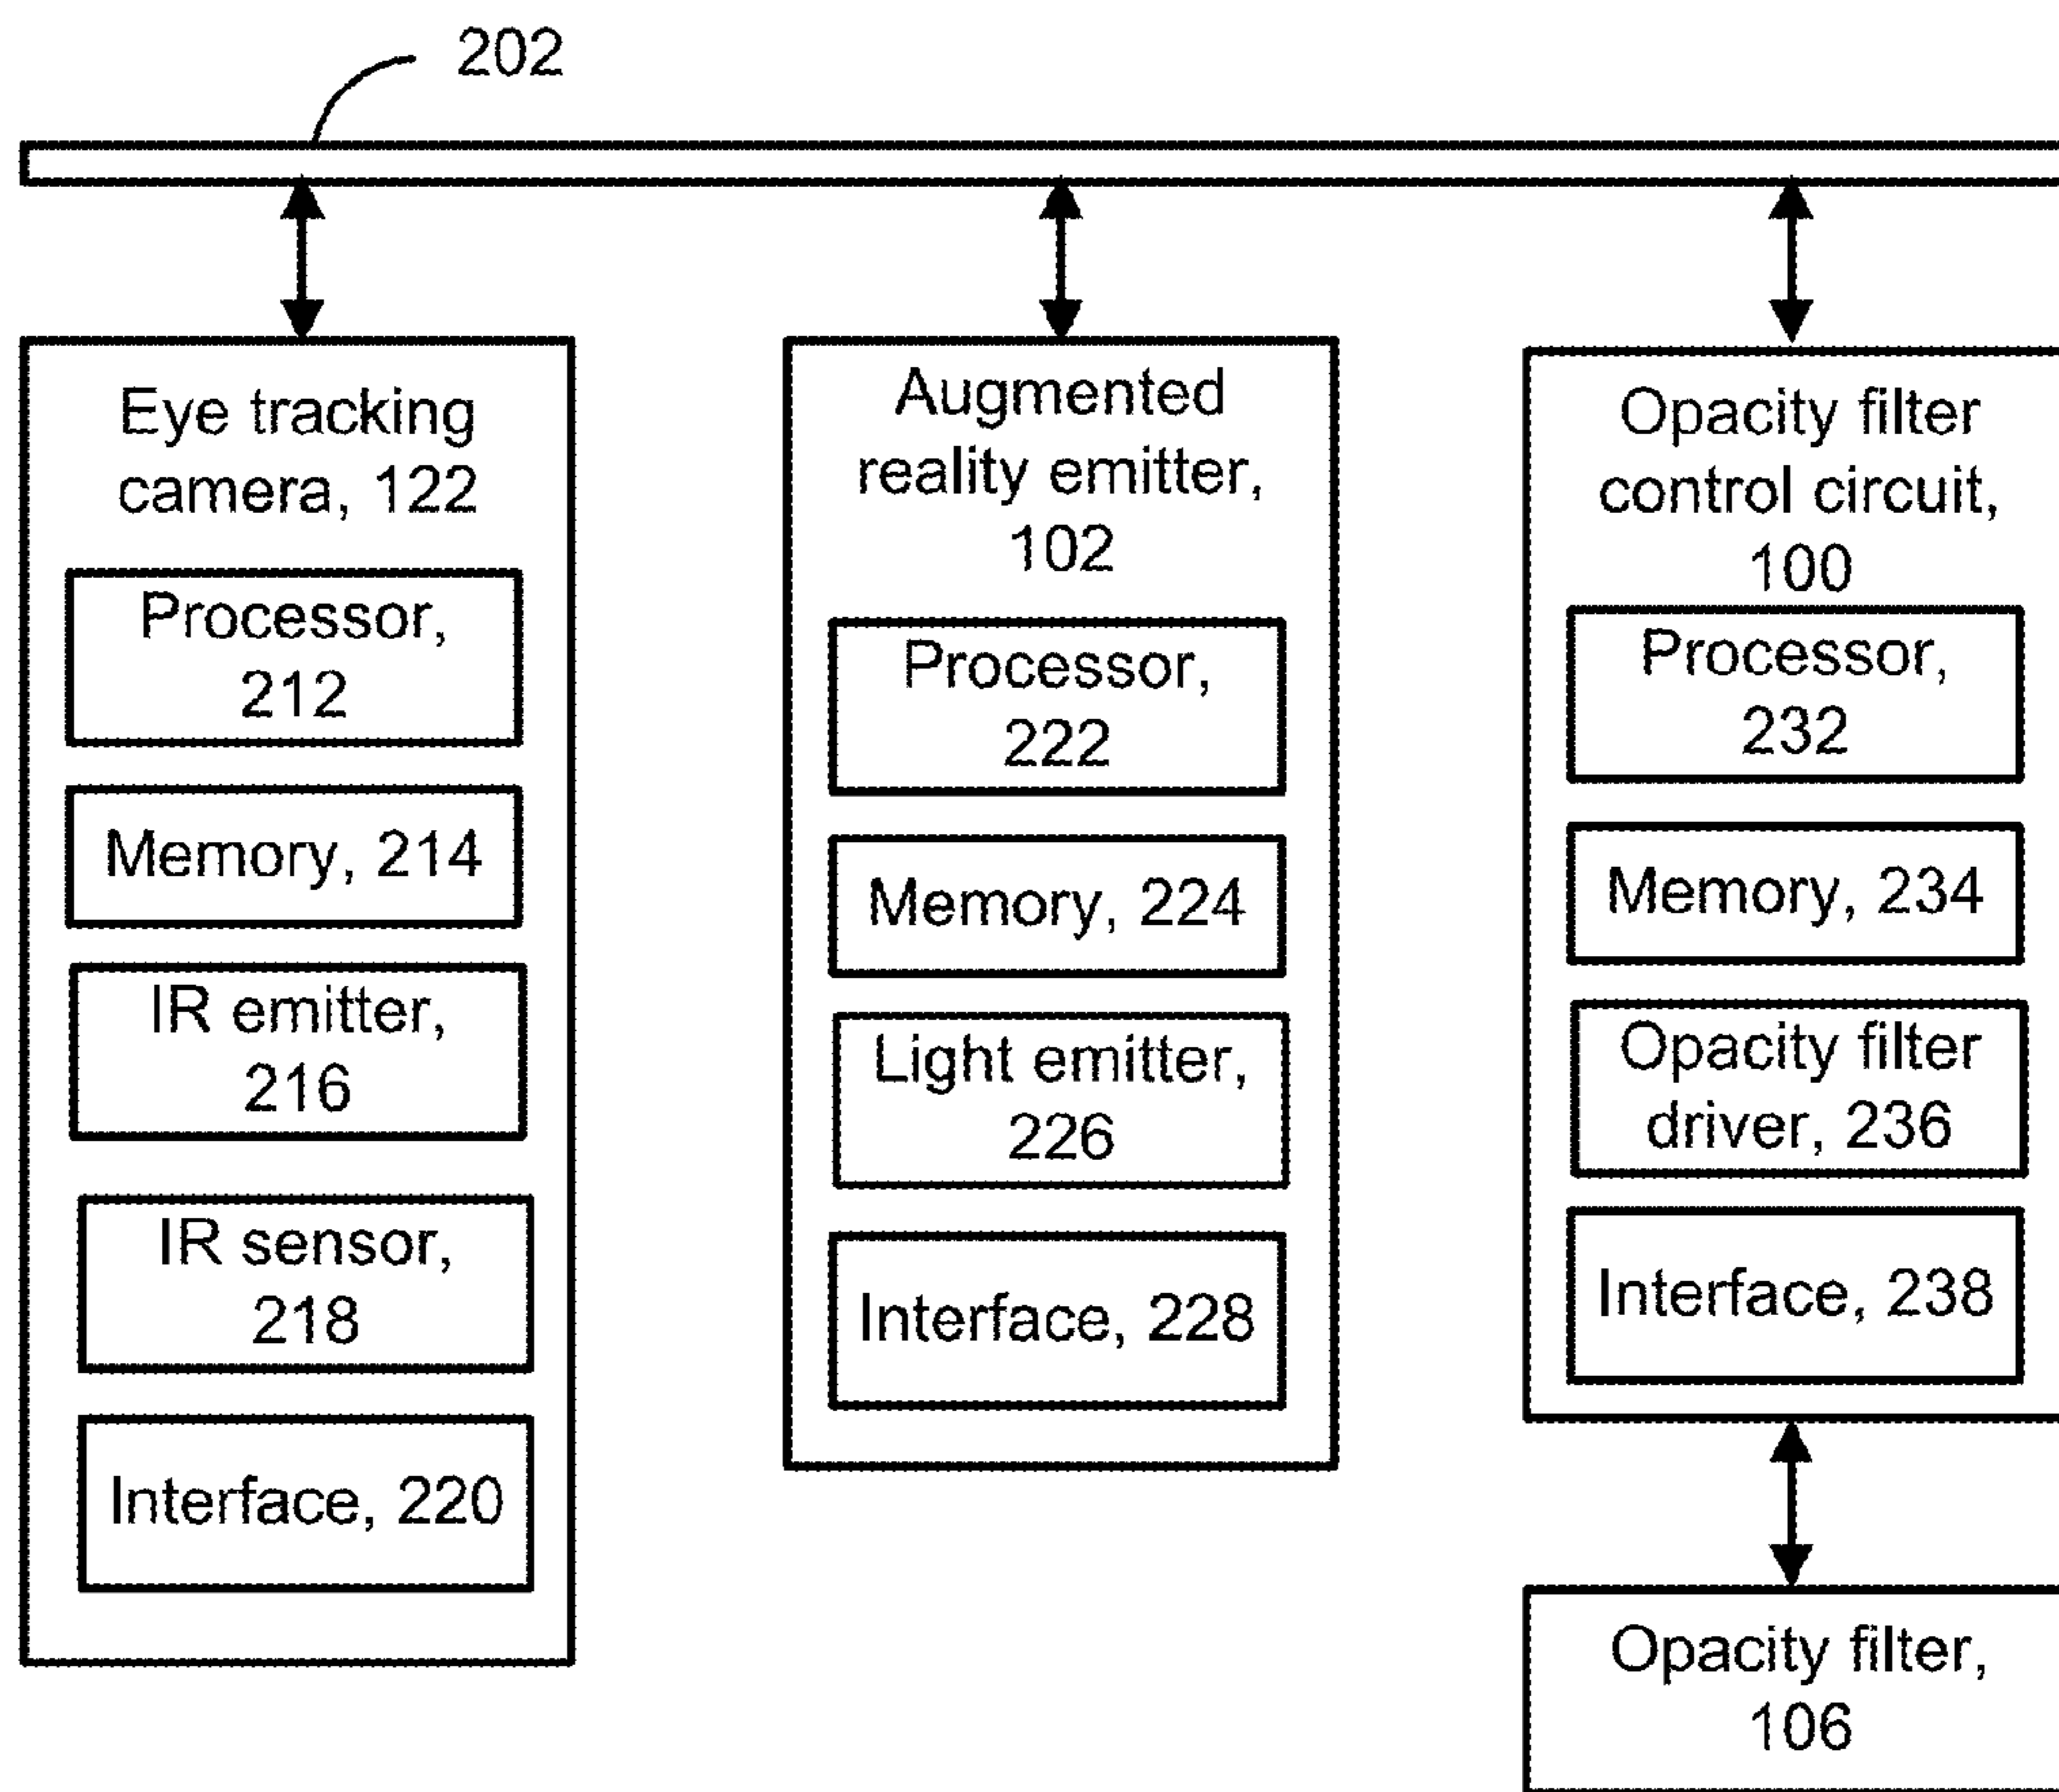 202
Eye tracking
camera, 122
Processor,
212
Memory, 214
IR emitter,
216
IR sensor,
218
Interface, 220
Augmented
reality emitter,
102
Processor,
222
Memory, 224
Light emitter,
226
Interface, 228
Opacity filter
control circuit,
100
Processor,
232
Memory, 234
Opacity filter
driver, 236
Interface, 238
Opacity filter,
106